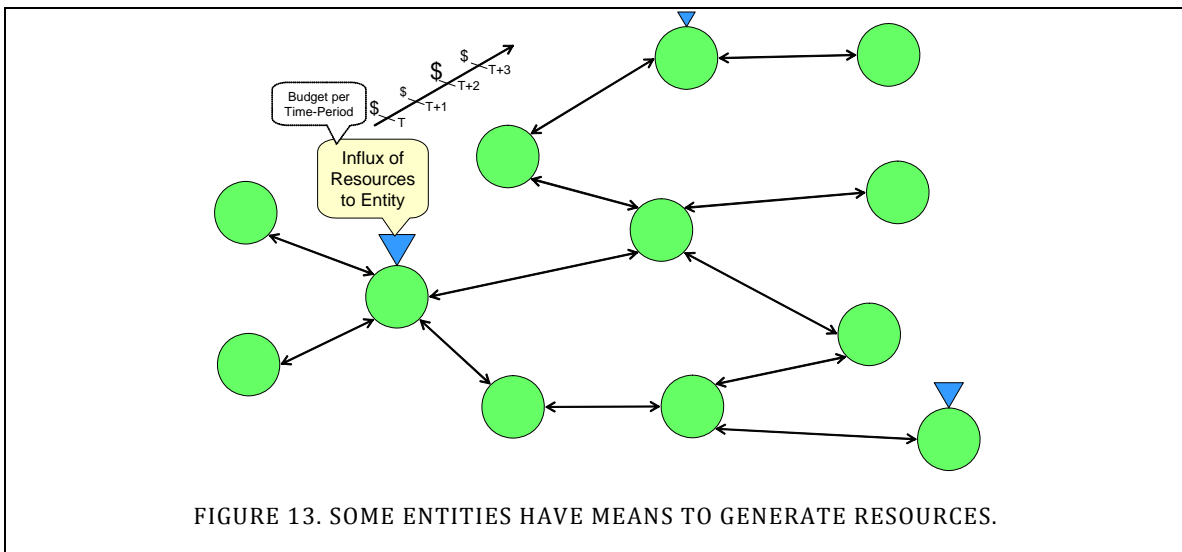 $
T+3
$
T+2
$
T+1
$
T
Budget per
Time-Period
Influx of
Resources
to Entity
FIGURE 13. SOME ENTITIES HAVE MEANS TO GENERATE RESOURCES.